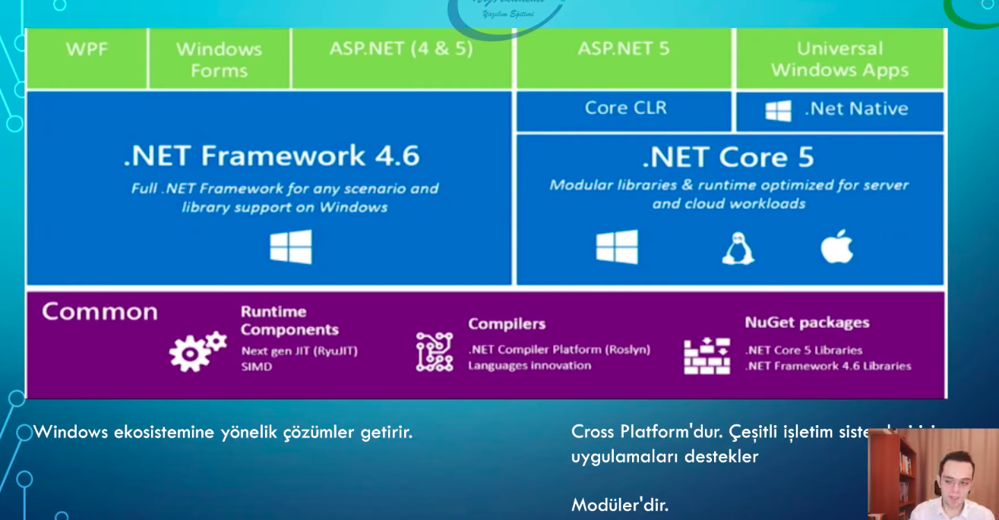 Yazılım Eğitimi
WPF
Windows
Forms
ASP.NET (4 & 5)
ASP.NET 5
Universal
Windows Apps
.NET Framework 4.6
Full .NET Framework for any scenario and
library support on Windows
Core CLR
.Net Native
.NET Core 5
Modular libraries & runtime optimized for server
and cloud workloads
Common
Runtime
Components
Next gen JIT (RyuJIT)
SIMD
Compilers
.NET Compiler Platform (Roslyn)
Languages innovation
NuGet packages
.NET Core 5 Libraries
.NET Framework 4.6 Libraries
Windows ekosistemine yönelik çözümler getirir.
Cross Platform'dur. Çeşitli işletim
uygulamaları destekler
Modüler'dir.